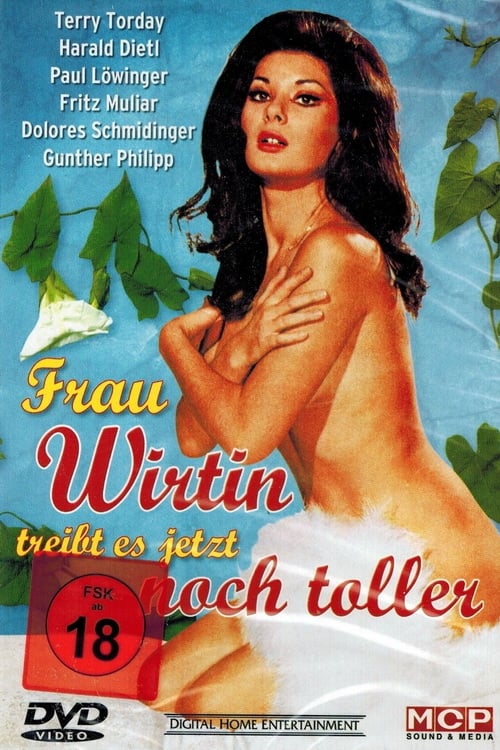 Terry Torday
Harald Dietl
Paul Löwinger
Fritz Muliar
Dolores Schmidinger
Gunther Philipp
Frau
Wirtin
treibt es jetzt
noch toller
FSK
ab
18
DVD
VIDEO
DIGITAL HOME ENTERTAINMENT
MCP
SOUND & MEDIA